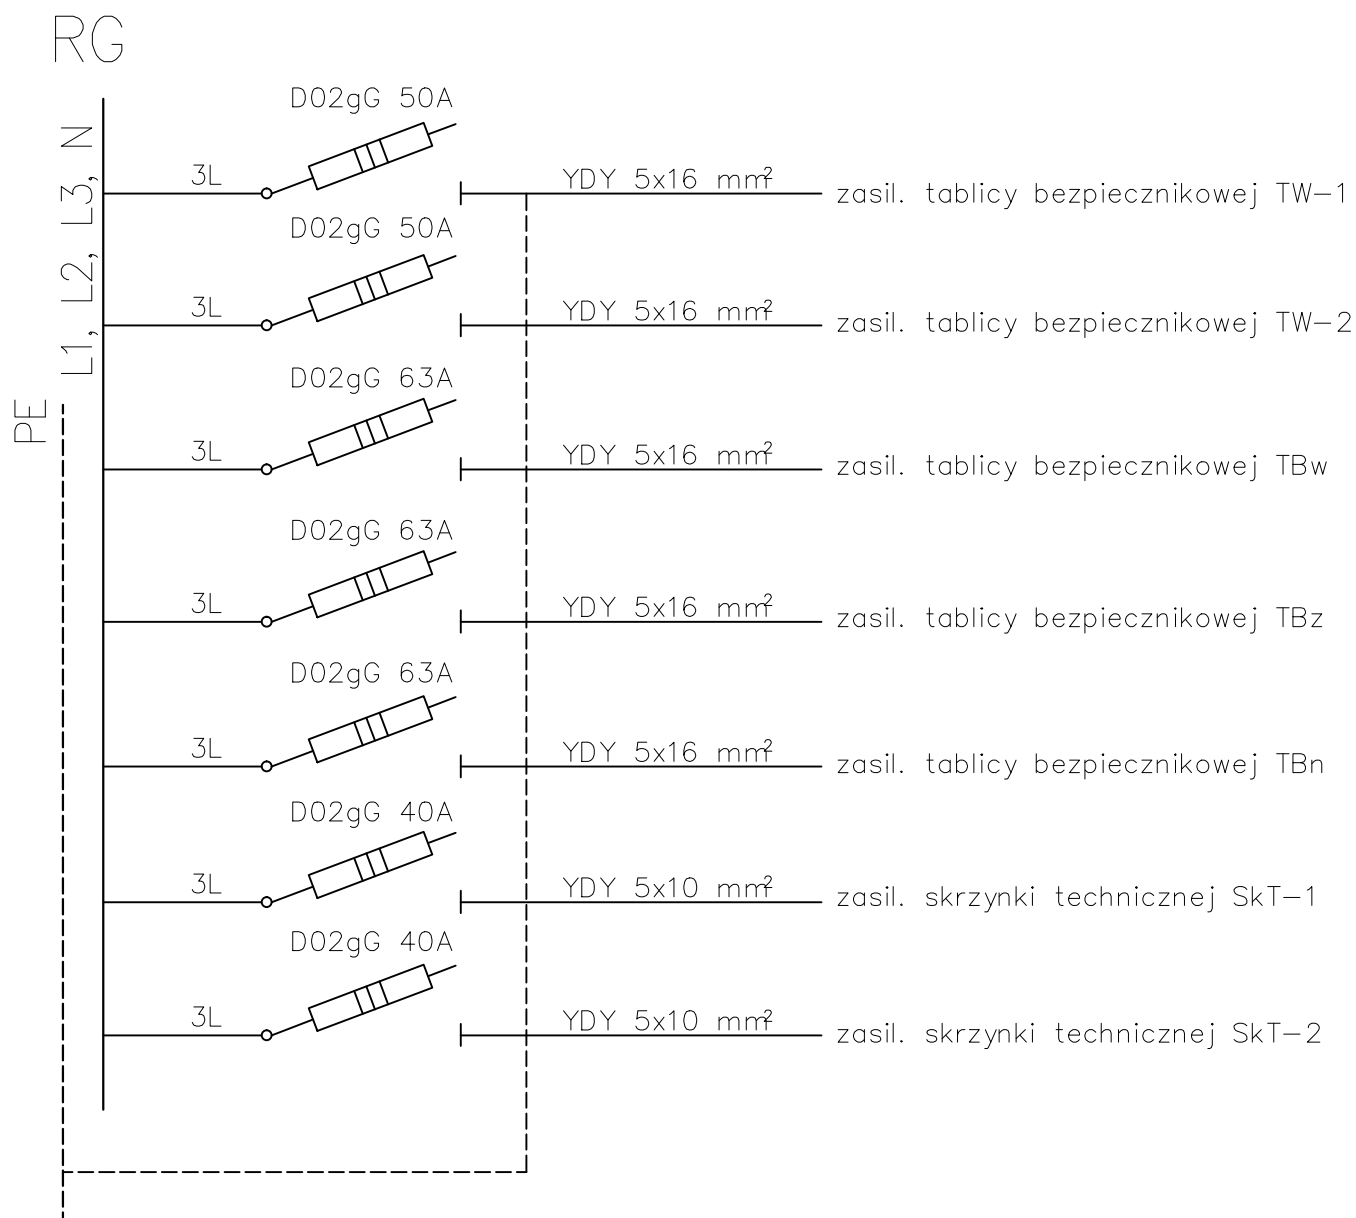 RG
L1, L2, L3, N
PE
D02gG 50A
3L
YDY 5x16 mm²
zasil. tablicy bezpiecznikowej TW-1
D02gG 50A
3L
YDY 5x16 mm²
zasil. tablicy bezpiecznikowej TW-2
D02gG 63A
3L
YDY 5x16 mm²
zasil. tablicy bezpiecznikowej TBw
D02gG 63A
3L
YDY 5x16 mm²
zasil. tablicy bezpiecznikowej TBz
D02gG 63A
3L
YDY 5x16 mm²
zasil. tablicy bezpiecznikowej TBn
D02gG 40A
3L
YDY 5x10 mm²
zasil. skrzynki technicznej SkT-1
D02gG 40A
3L
YDY 5x10 mm²
zasil. skrzynki technicznej SkT-2